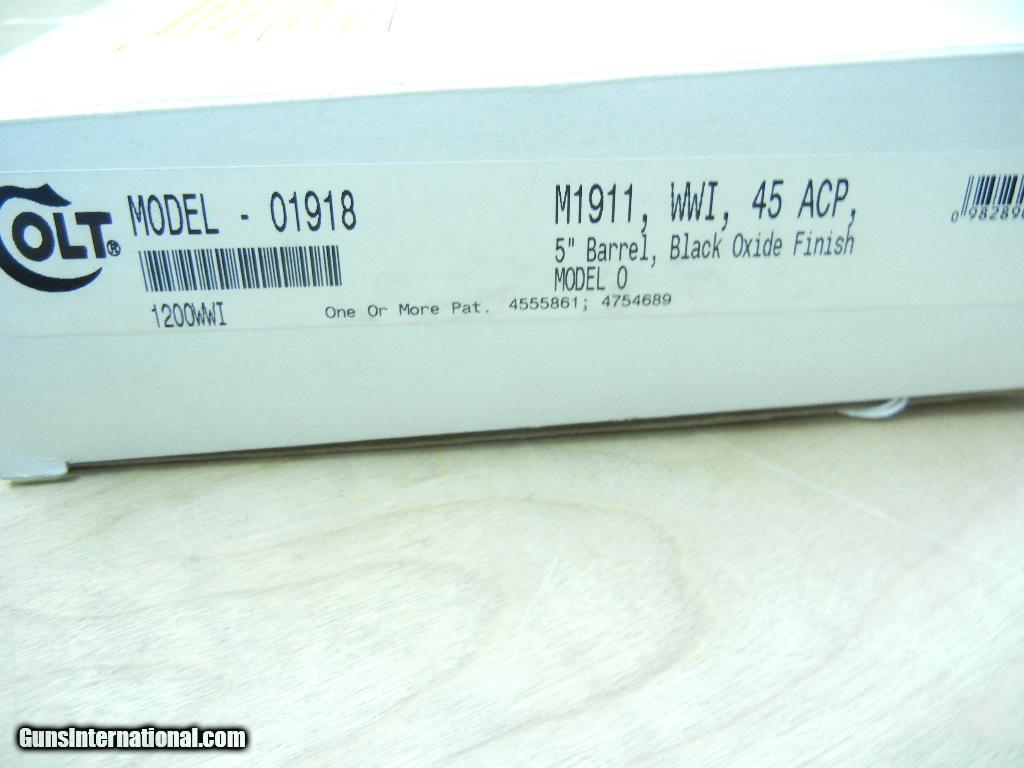 COLT®
MODEL - 01918
1200WWI
M1911, WWI, 45 ACP,
5" Barrel, Black Oxide Finish
MODEL O
One Or More Pat. 4555861; 4754689
GunsInternational.com